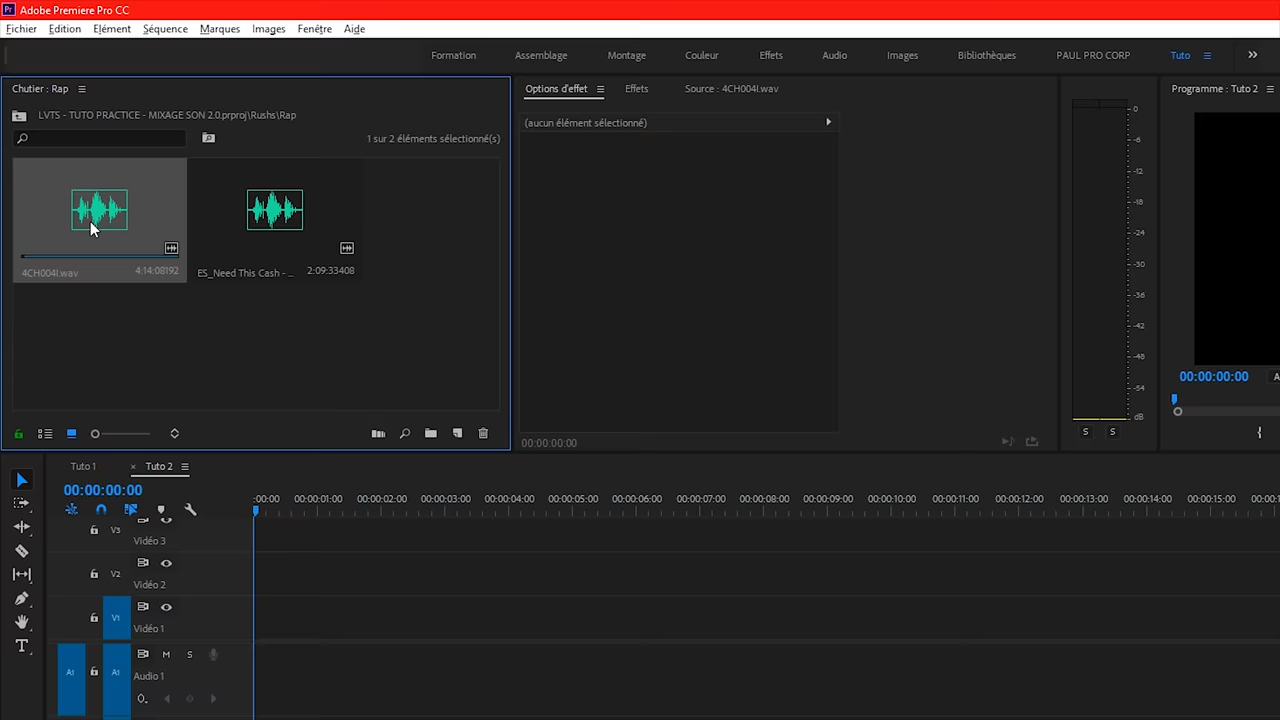 Adobe Premiere Pro CC
Fichier Edition Elément Séquence Marques Images Fenêtre Aide
Formation Assemblage Montage Couleur Effets Audio Images Bibliothèques PAUL PRO CORP Tuto
Chutier : Rap
Options d'effet Effets Source : 4CH004I.wav
Programme : Tuto 2
LVTS - TUTO PRACTICE - MIXAGE SON 2.0.prproj\Rushs\Rap
1 sur 2 éléments sélectionné(s)
(aucun élément sélectionné)
4CH004I.wav 4:14:08192
ES_Need This Cash - ... 2:09:33408
0
-6
-12
-18
-24
-30
-36
-42
-48
-54
dB
S S
00:00:00:00
00:00:00:00
Tuto 1 × Tuto 2
00:00:00:00
:00:00 00:00:01:00 00:00:02:00 00:00:03:00 00:00:04:00 00:00:05:00 00:00:06:00 00:00:07:00 00:00:08:00 00:00:09:00 00:00:10:00 00:00:11:00 00:00:12:00 00:00:13:00 00:00:14:00 00:00:15:00 00:00:1
V3
Vidéo 3
V2
Vidéo 2
V1
Vidéo 1
A1 A1 M S
Audio 1